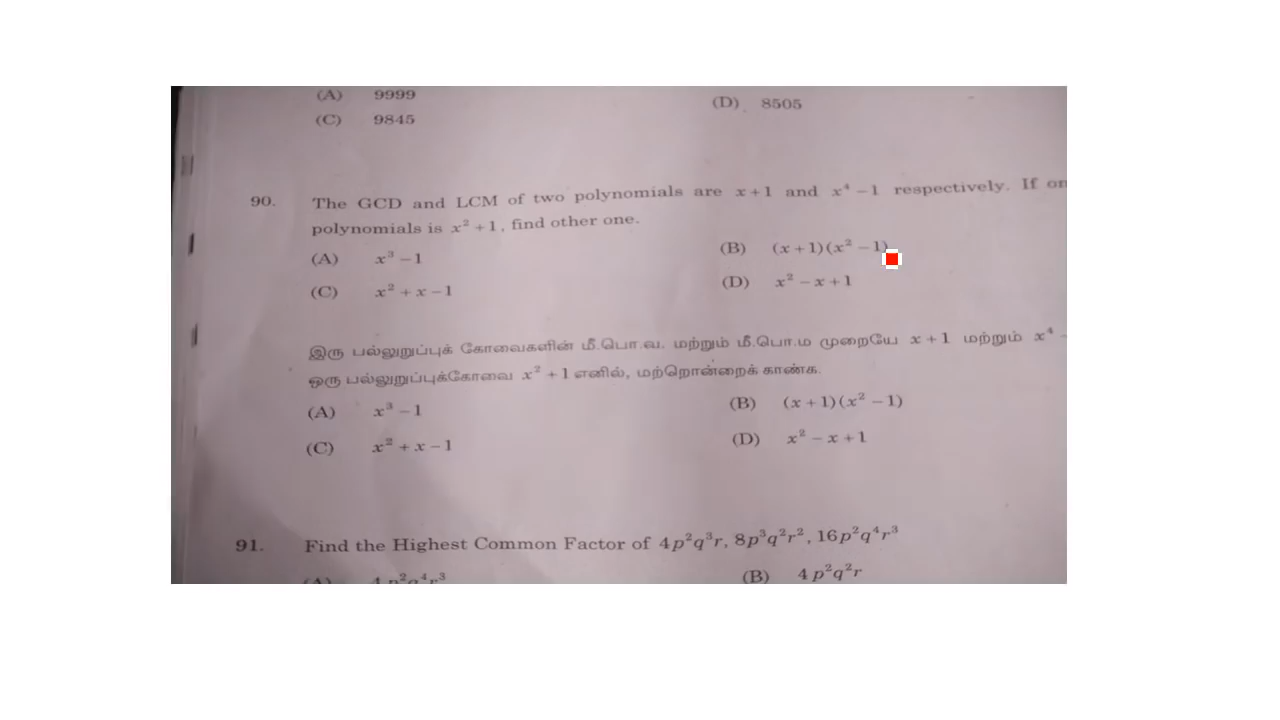 (A) 9999
(D) 8505
(C) 9845
90. The GCD and LCM of two polynomials are x+1 and x⁴−1 respectively. If on
polynomials is x²+1, find other one.
(A) x³−1 (B) (x+1)(x²−1)
(C) x²+x−1 (D) x²−x+1
இரு பல்லுறுப்புக் கோவைகளின் மீ.பொ.வ. மற்றும் மீ.பொ.ம முறையே x+1 மற்றும் x⁴ −
ஒரு பல்லுறுப்புக்கோவை x²+1 எனில், மற்றொன்றைக் காண்க.
(A) x³−1 (B) (x+1)(x²−1)
(C) x²+x−1 (D) x²−x+1
91. Find the Highest Common Factor of 4p²q³r, 8p³q²r², 16p²q⁴r³
(A) 4p²q⁴r³ (B) 4p²q²r